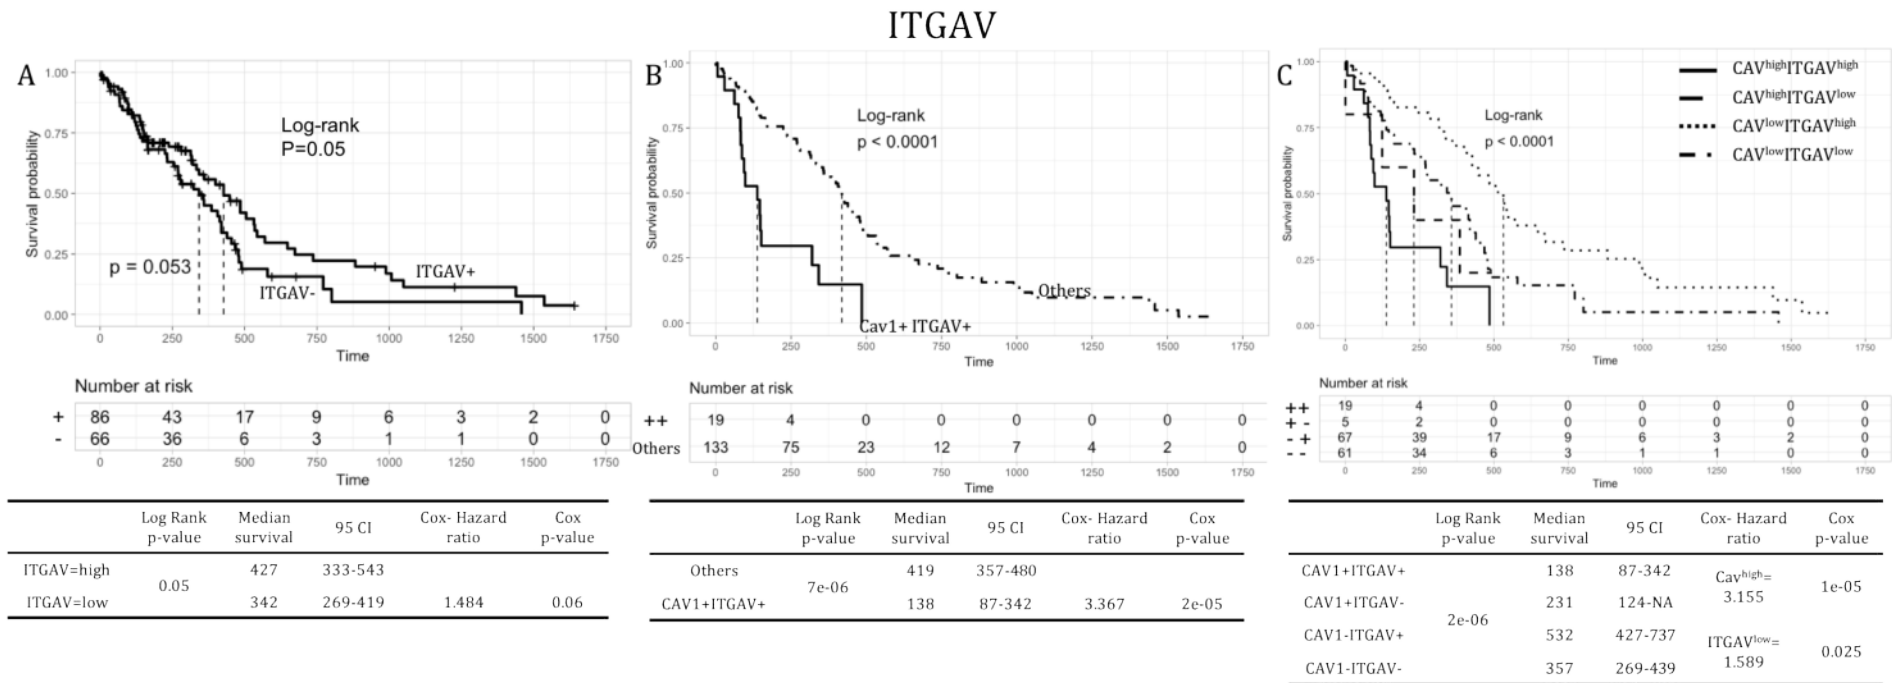 ITGAV
A
Survival probability
1.00
0.75
0.50
0.25
0.00
Log-rank
P=0.05
p = 0.053
ITGAV+
ITGAV-
0 250 500 750 1000 1250 1500 1750
Time
Number at risk
+ 86 43 17 9 6 3 2 0
- 66 36 6 3 1 1 0 0
0 250 500 750 1000 1250 1500 1750
Time
Log Rank p-value Median survival 95 CI Cox- Hazard ratio Cox p-value
ITGAV=high 427 333-543
0.05
ITGAV=low 342 269-419 1.484 0.06
B
Survival probability
1.00
0.75
0.50
0.25
0.00
Log-rank
p < 0.0001
Others
Cav1+ ITGAV+
0 250 500 750 1000 1250 1500 1750
Time
Number at risk
++ 19 4 0 0 0 0 0 0
Others 133 75 23 12 7 4 2 0
0 250 500 750 1000 1250 1500 1750
Time
Log Rank p-value Median survival 95 CI Cox- Hazard ratio Cox p-value
Others 419 357-480
7e-06
CAV1+ITGAV+ 138 87-342 3.367 2e-05
C
Survival probability
1.00
0.75
0.50
0.25
0.00
Log-rank
p < 0.0001
CAVhighITGAVhigh
CAVhighITGAVlow
CAVlowITGAVhigh
CAVlowITGAVlow
0 250 500 750 1000 1250 1500 1750
Time
Number at risk
++ 19 4 0 0 0 0 0 0
+ - 5 2 0 0 0 0 0 0
- + 67 39 17 9 6 3 2 0
- - 61 34 6 3 1 1 0 0
0 250 500 750 1000 1250 1500 1750
Time
Log Rank p-value Median survival 95 CI Cox- Hazard ratio Cox p-value
CAV1+ITGAV+ 138 87-342
Cavhigh= 3.155 1e-05
CAV1+ITGAV- 231 124-NA
2e-06
CAV1-ITGAV+ 532 427-737
ITGAVlow= 1.589 0.025
CAV1-ITGAV- 357 269-439